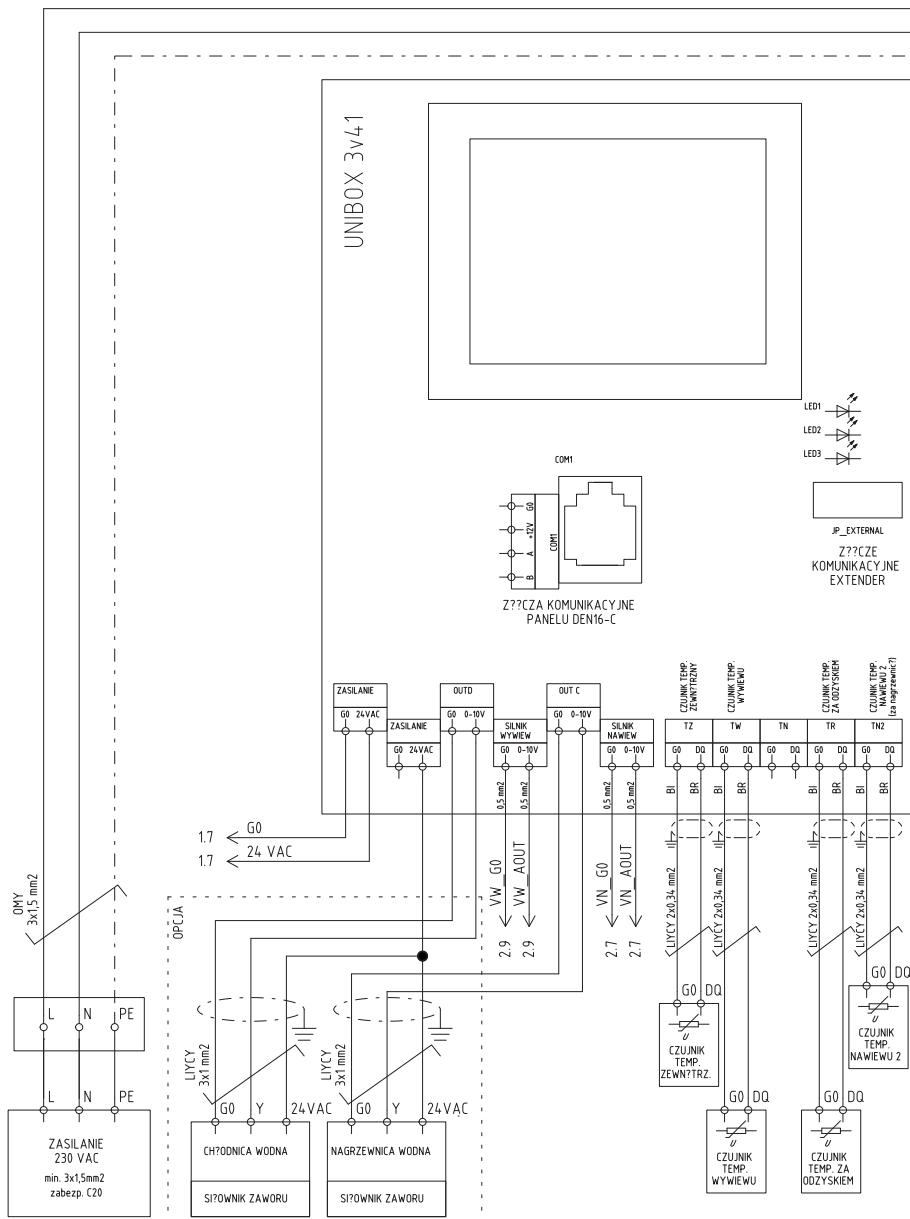 UNIBOX 3v41
LED1
LED2
LED3
COM1
G0
+12V
A
B
COM1
JP_EXTERNAL
Z??CZE
KOMUNIKACYJNE
EXTENDER
Z??CZA KOMUNIKACYJNE
PANELU DEN16-C
CZUJNIK TEMP.
ZEWN?TRZNY
CZUJNIK TEMP.
WYWIEWU
CZUJNIK TEMP.
ZA ODZYSKIEM
CZUJNIK TEMP.
NAWIEWU 2
(za nagrzewnic?)
ZASILANIE
G0 24VAC
ZASILANIE
G0 24VAC
OUTD
G0 0-10V
SILNIK
WYWIEW
G0 0-10V
OUT C
G0 0-10V
SILNIK
NAWIEW
G0 0-10V
TZ TW TN TR TN2
G0 DQ G0 DQ G0 DQ G0 DQ G0 DQ
0,5 mm2 0,5 mm2 0,5 mm2 0,5 mm2
BI BR BI BR BI BR BI BR
1.7 G0
1.7 24 VAC
VW_G0 VW_AOUT VN_G0 VN_AOUT
2.9 2.9 2.7 2.7
LIYCY 2x0,34 mm2 LIYCY 2x0,34 mm2 LIYCY 2x0,34 mm2 LIYCY 2x0,34 mm2
OMY
3x1,5 mm2
OPCJA
LIYCY
3x1 mm2
LIYCY
3x1 mm2
L N PE
L N PE
ZASILANIE
230 VAC
min. 3x1,5mm2
zabezp. C20
G0 Y 24VAC
CH?ODNICA WODNA
SI?OWNIK ZAWORU
G0 Y 24VAC
NAGRZEWNICA WODNA
SI?OWNIK ZAWORU
G0 DQ
U
CZUJNIK
TEMP.
ZEWN?TRZ.
G0 DQ
U
CZUJNIK
TEMP.
NAWIEWU 2
G0 DQ
U
CZUJNIK
TEMP.
WYWIEWU
G0 DQ
U
CZUJNIK
TEMP. ZA
ODZYSKIEM